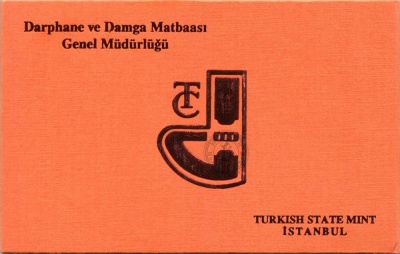 Darphane ve Damga Matbaası
Genel Müdürlüğü
TC
TURKISH STATE MINT
İSTANBUL